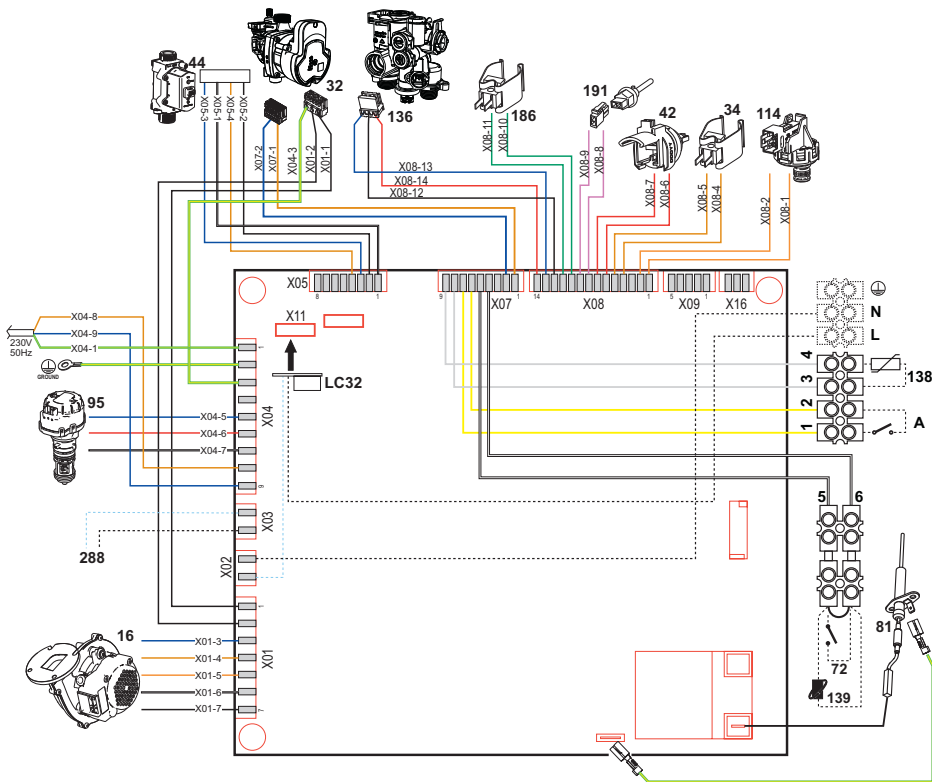 44
32
136
186
191
42
34
114
X05-3
X05-1
X05-4
X05-2
X07-2
X07-1
X04-3
X01-2
X01-1
X08-13
X08-14
X08-12
X08-11
X08-10
X08-9
X08-8
X08-7
X08-6
X08-5
X08-4
X08-2
X08-1
X05
8
1
9
X07
1
14
X08
1
5
X09
1
X16
N
L
X11
X04-8
X04-9
X04-1
230V
50Hz
GROUND
LC32
1
4
3
2
1
138
A
95
X04-5
X04-6
X04-7
X04
9
X03
288
X02
5
6
1
16
X01-3
X01-4
X01-5
X01-6
X01-7
X01
7
81
72
139